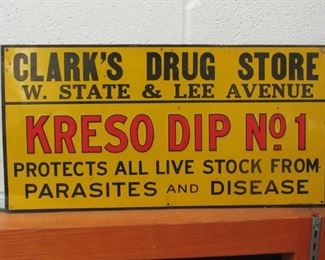 CLARK'S DRUG STORE
W. STATE & LEE AVENUE
KRESO DIP No 1
PROTECTS ALL LIVE STOCK FROM
PARASITES AND DISEASE